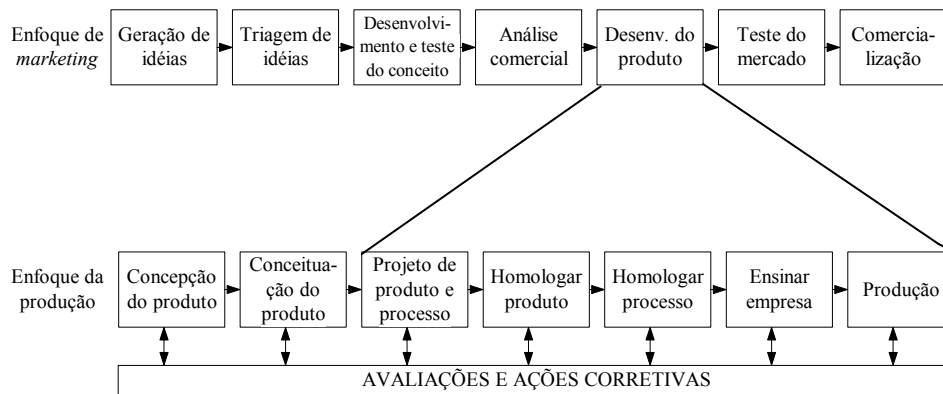 Enfoque de
marketing
Geração de
idéias
Triagem de
idéias
Desenvolvi-
mento e teste
do conceito
Análise
comercial
Desenv. do
produto
Teste do
mercado
Comercia-
lização
Enfoque da
produção
Concepção
do produto
Conceitua-
ação do
produto
Projeto de
produto e
processo
Homologar
produto
Homologar
processo
Ensinar
empresa
Produção
AVALIAÇÕES E AÇÕES CORRETIVAS